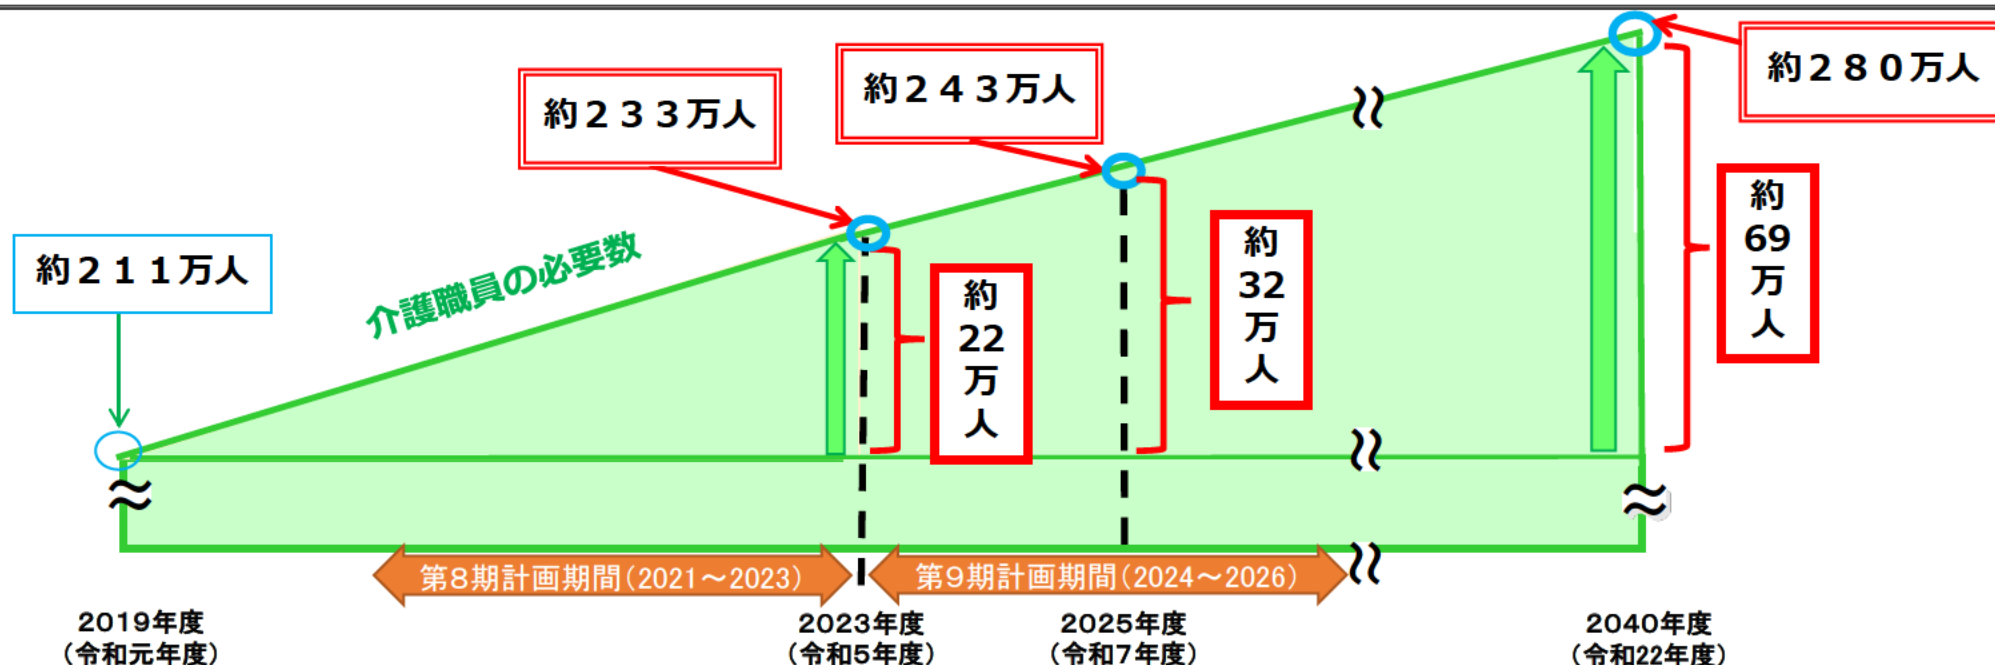 約２８０万人
約２４３万人
約２３３万人
約２１１万人
介護職員の必要数
約
22
万
人
約
32
万
人
約
69
万
人
第８期計画期間（2021～2023）
第９期計画期間（2024～2026）
2019年度
（令和元年度）
2023年度
（令和5年度）
2025年度
（令和7年度）
2040年度
（令和22年度）